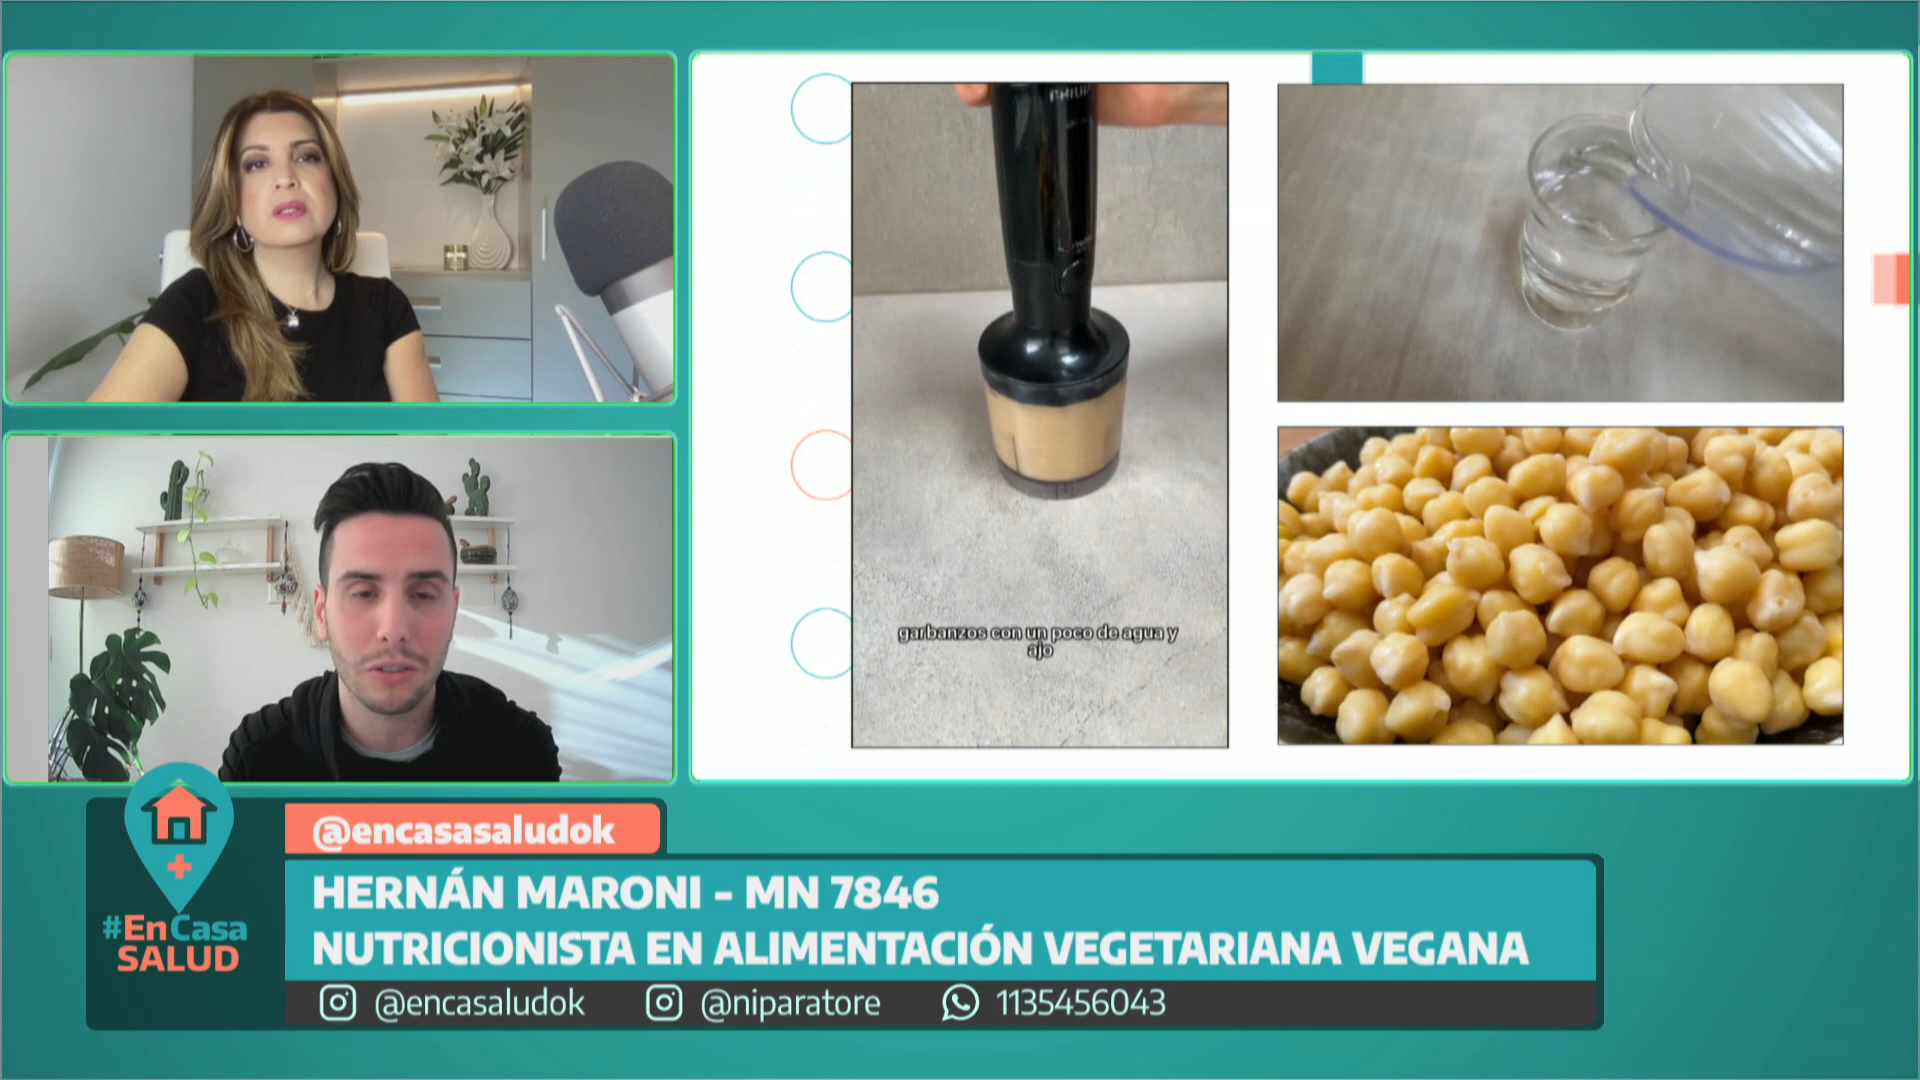 PHILI
garbanzos con un poco de agua y
ajo
@encasasaludok
HERNÁN MARONI - MN 7846
NUTRICIONISTA EN ALIMENTACIÓN VEGETARIANA VEGANA
#EnCasa
SALUD
@encasaludok @niparatore 1135456043